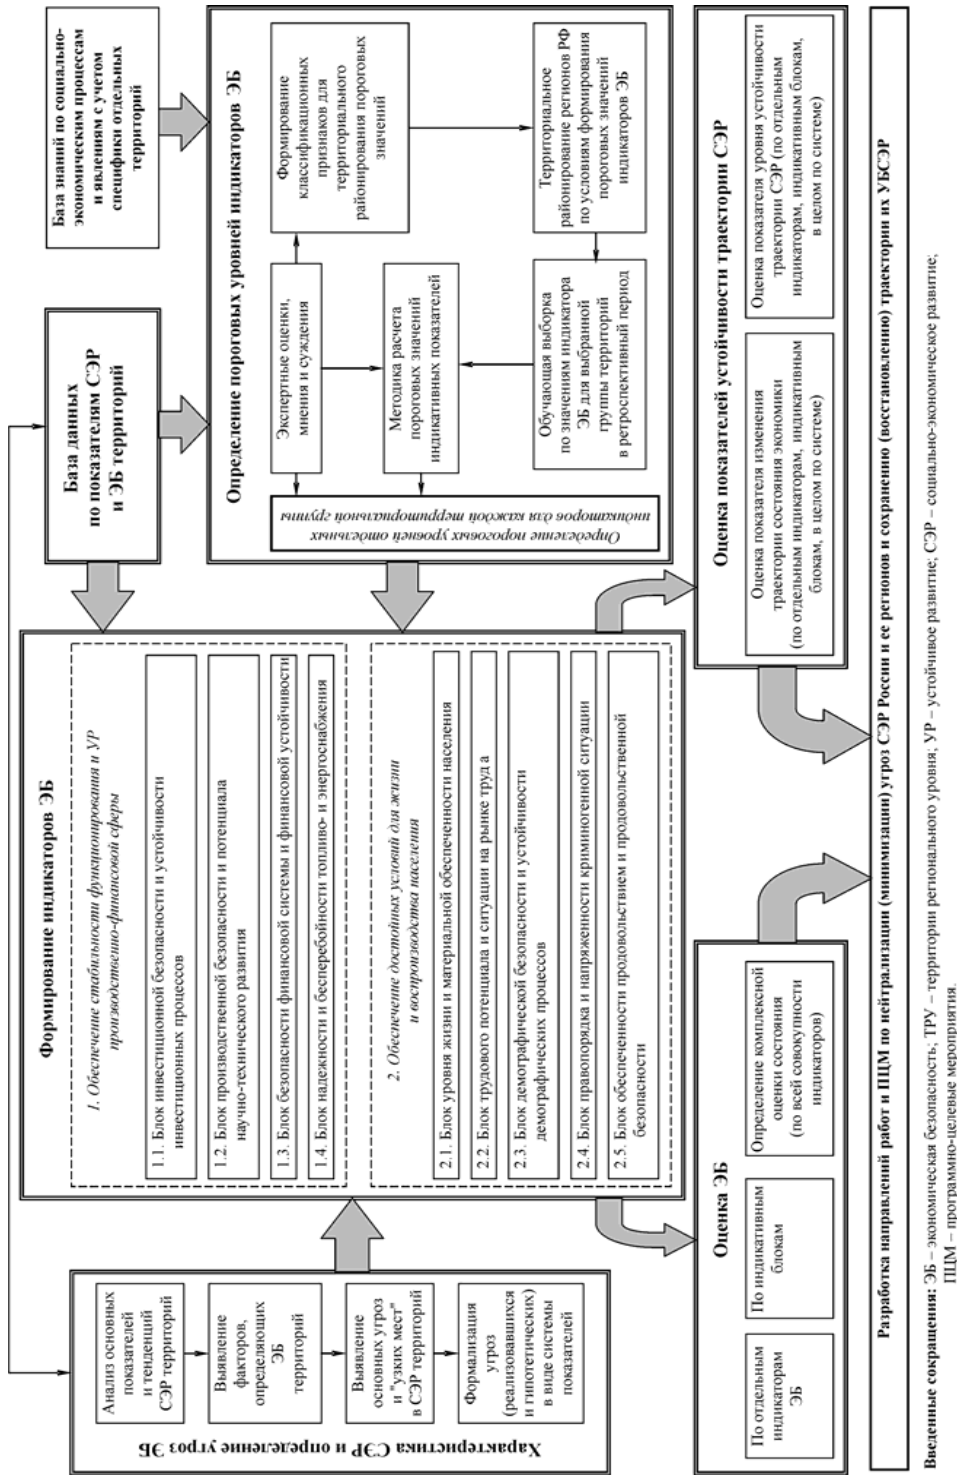 Характеристика СЭР и определение угроз ЭБ
Анализ основных
показателей
и тенденций
СЭР территорий
Выявление
факторов,
определяющих
ЭБ
территорий
Выявление
основных угроз
и "узких мест"
в СЭР территорий
Формализация
угроз
(реализовавшихся
и гипотетических)
в виде системы
показателей
Формирование индикаторов ЭБ
1. Обеспечение стабильности функционирования и УР
производственно-финансовой сферы
1.1. Блок инвестиционной безопасности и устойчивости
инвестиционных процессов
1.2. Блок производственной безопасности и потенциала
научно-технического развития
1.3. Блок безопасности финансовой системы и финансовой устойчивости
1.4. Блок надежности и бесперебойности топливо- и энергоснабжения
2. Обеспечение достойных условий для жизни
и воспроизводства населения
2.1. Блок уровня жизни и материальной обеспеченности населения
2.2. Блок трудового потенциала и ситуации на рынке труд а
2.3. Блок демографической безопасности и устойчивости
демографических процессов
2.4. Блок правопорядка и напряженности криминогенной ситуации
2.5. Блок обеспеченности продовольствием и продовольственной
безопасности
База данных
по показателям СЭР
и ЭБ территорий
База знаний по социально-
экономическим процессам
и явлениям с учетом
специфики отдельных
территорий
Определение пороговых уровней индикаторов ЭБ
Определение пороговых уровней отдельных
индикаторов для каждой территориальной группы
Экспертные оценки,
мнения и суждения
Формирование
классификационных
признаков для
территориального
районирования пороговых
значений
Методика расчета
пороговых значений
индикативных показателей
Обучающая выборка
по значениям индикатора
ЭБ для выбранной
группы территорий
в ретроспективный период
Территориальное
районирование регионов РФ
по условиям формирования
пороговых значений
индикаторов ЭБ
Оценка ЭБ
По отдельным
индикаторам
ЭБ
По индикативным
блокам
Определение комплексной
оценки состояния
(по всей совокупности
индикаторов)
Оценка показателей устойчивости траектории СЭР
Оценка показателя изменения
траектории состояния экономики
(по отдельным индикаторам, индикативным
блокам, в целом по системе)
Оценка показателя уровня устойчивости
траектории СЭР (по отдельным
индикаторам, индикативным блокам,
в целом по системе)
Разработка направлений работ и ПЦМ по нейтрализации (минимизации) угроз СЭР России и ее регионов и сохранению (восстановлению) траектории их УБСЭР
Введенные сокращения: ЭБ – экономическая безопасность; ТРУ – территории регионального уровня; УР – устойчивое развитие; СЭР – социально-экономическое развитие;
ПЦМ – программно-целевые мероприятия.